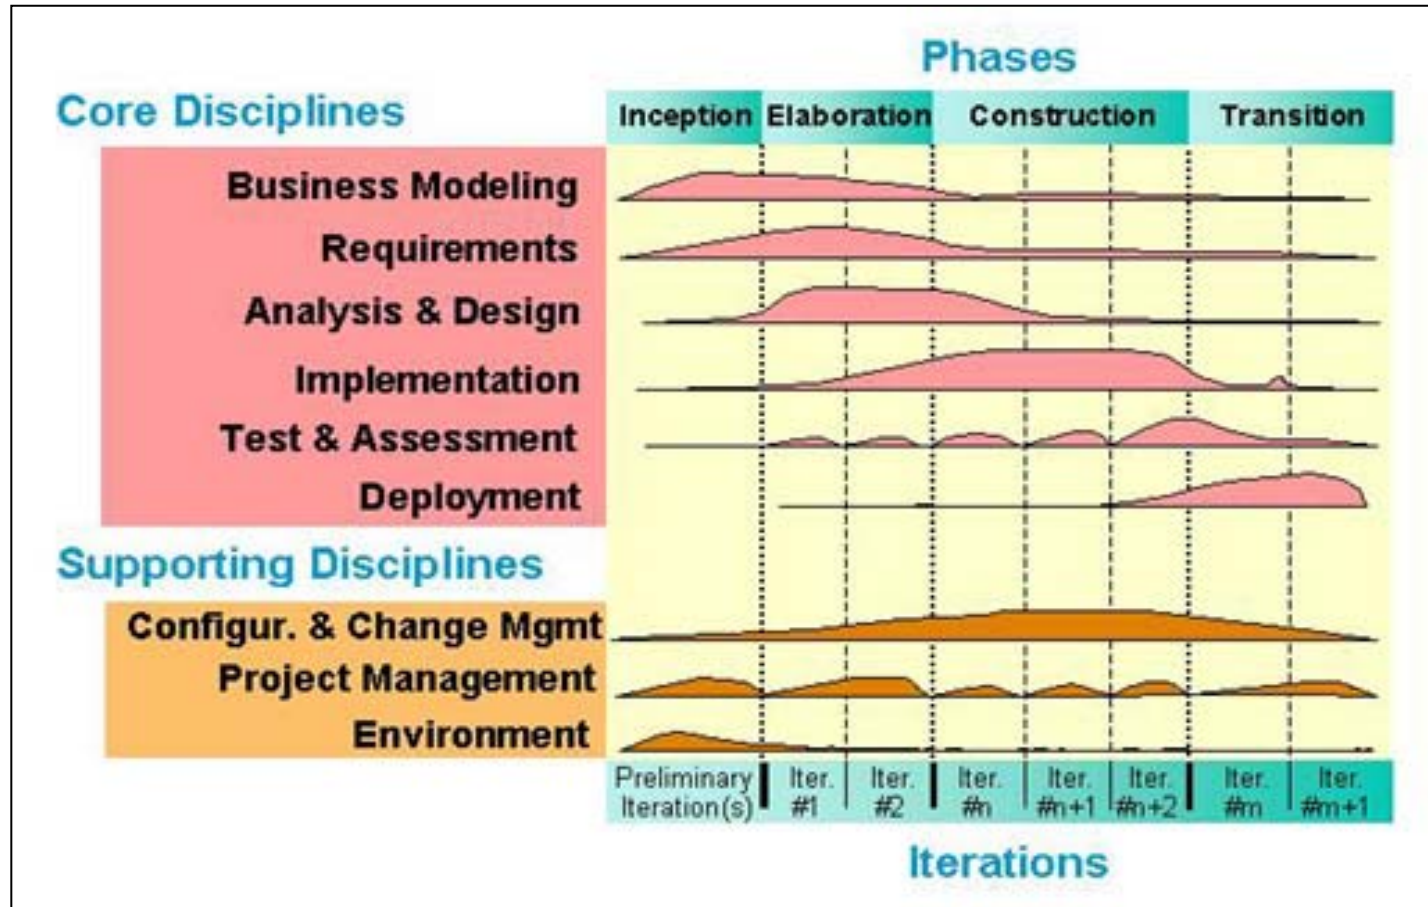 Phases
Core Disciplines
Inception Elaboration Construction Transition
Business Modeling
Requirements
Analysis & Design
Implementation
Test & Assessment
Deployment
Supporting Disciplines
Configur. & Change Mgmt
Project Management
Environment
Preliminary Iteration(s)
Iter. #1
Iter. #2
Iter. #n
Iter. #n+1
Iter. #n+2
Iter. #m
Iter. #m+1
Iterations